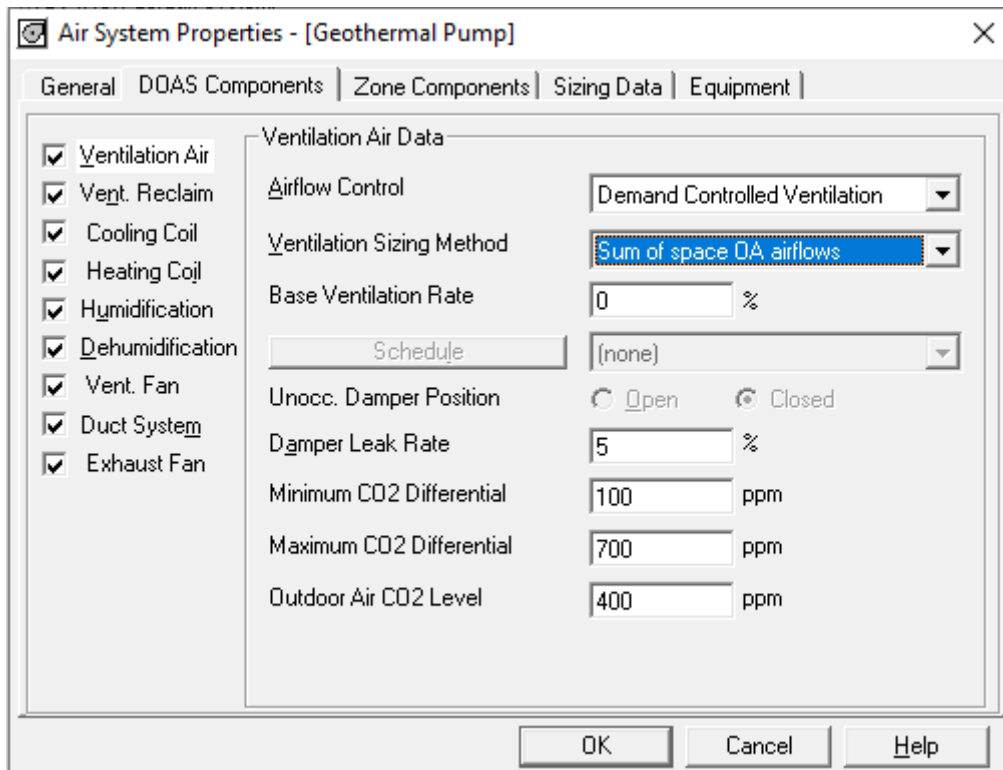 Air System Properties - [Geothermal Pump]
General DOAS Components Zone Components Sizing Data Equipment
Ventilation Air
Vent. Reclaim
Cooling Coil
Heating Coil
Humidification
Dehumidification
Vent. Fan
Duct System
Exhaust Fan
Ventilation Air Data
Airflow Control Demand Controlled Ventilation
Ventilation Sizing Method Sum of space OA airflows
Base Ventilation Rate 0 %
Schedule (none)
Unocc. Damper Position Open Closed
Damper Leak Rate 5 %
Minimum CO2 Differential 100 ppm
Maximum CO2 Differential 700 ppm
Outdoor Air CO2 Level 400 ppm
OK Cancel Help